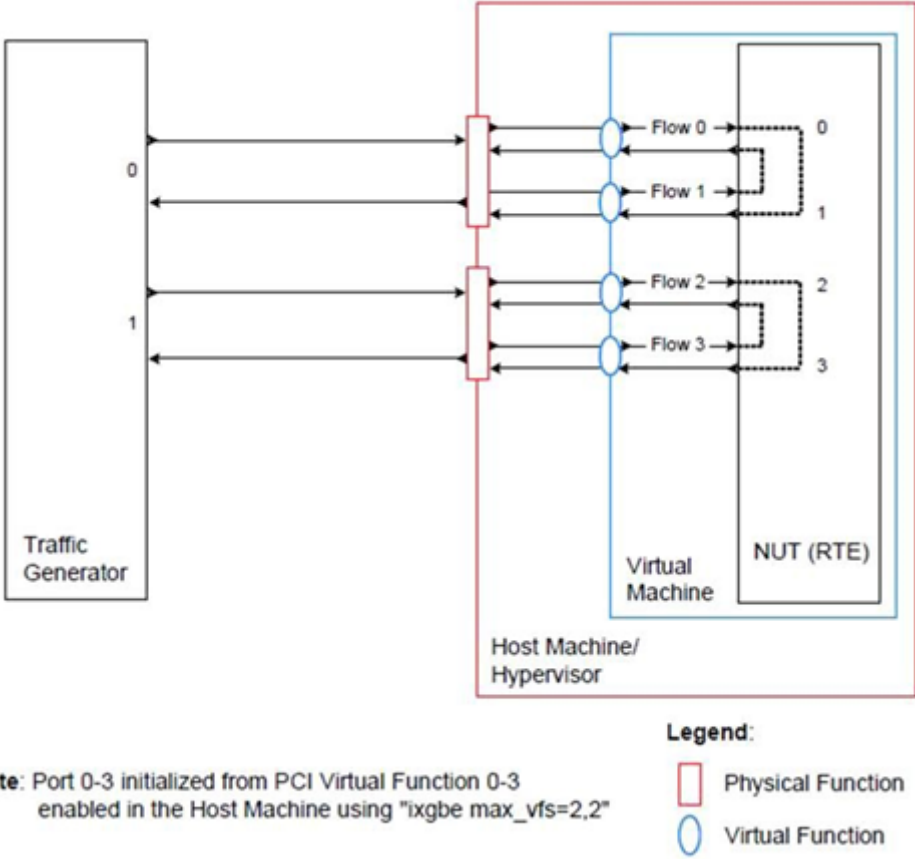 0
1
Flow 0
0
Flow 1
1
Flow 2
2
Flow 3
3
Traffic
Generator
Virtual
Machine
NUT (RTE)
Host Machine/
Hypervisor
Legend:
te: Port 0-3 initialized from PCI Virtual Function 0-3
enabled in the Host Machine using "ixgbe max_vfs=2,2"
Physical Function
Virtual Function